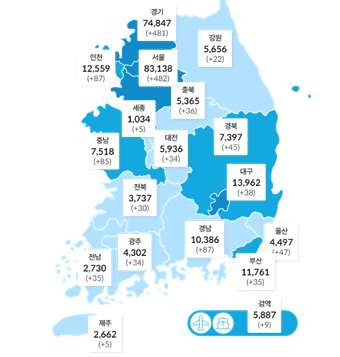 경기
74,847
(+481)
강원
5,656
(+22)
인천
12,559
(+87)
서울
83,138
(+482)
충북
5,365
(+36)
세종
1,034
(+5)
경북
7,397
(+45)
충남
7,518
(+85)
대전
5,936
(+34)
대구
13,962
(+38)
전북
3,737
(+30)
경남
10,386
(+87)
울산
4,497
(+47)
광주
4,302
(+34)
전남
2,730
(+35)
부산
11,761
(+35)
검역
5,887
(+9)
제주
2,662
(+5)